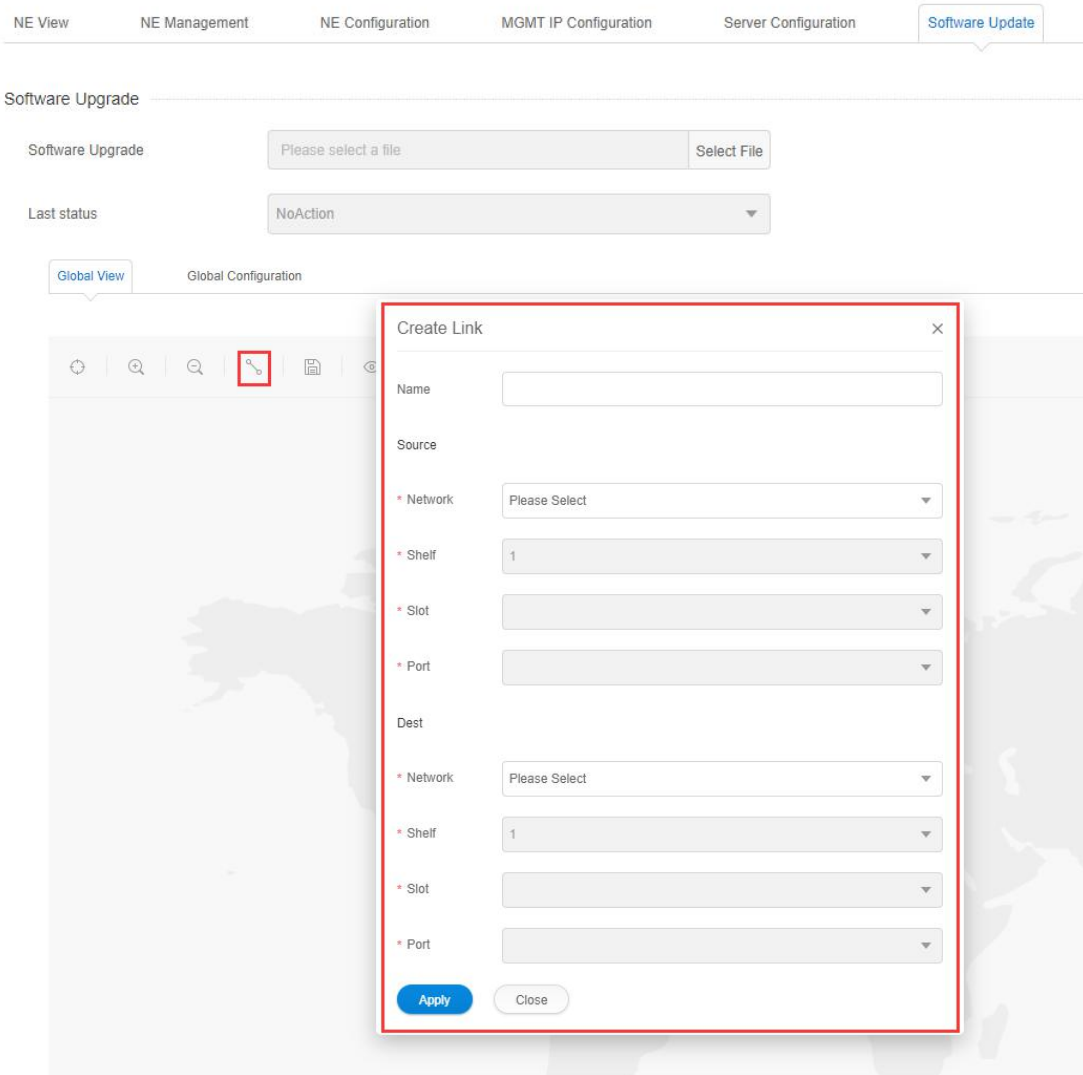 NE View NE Management NE Configuration MGMT IP Configuration Server Configuration Software Update
Software Upgrade
Software Upgrade Please select a file Select File
Last status NoAction
Global View Global Configuration
Create Link ×
Name
Source
* Network Please Select
* Shelf 1
* Slot
* Port
Dest
* Network Please Select
* Shelf 1
* Slot
* Port
Apply Close